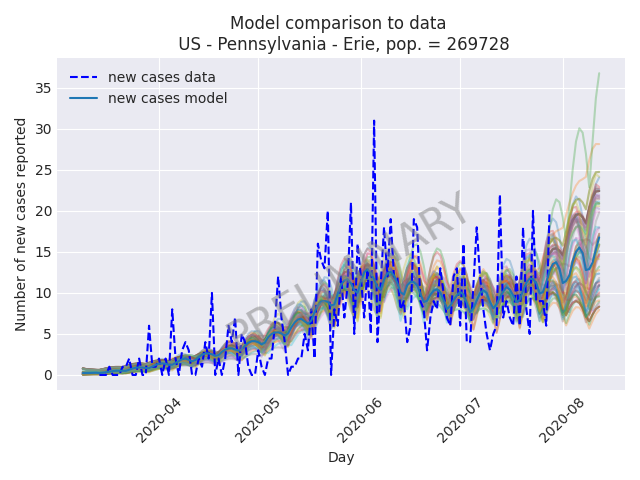 Model comparison to data
US - Pennsylvania - Erie, pop. = 269728
new cases data
new cases model
Number of new cases reported
35
30
25
20
15
10
5
0
PRELIMINARY
2020-04
2020-05
2020-06
2020-07
2020-08
Day